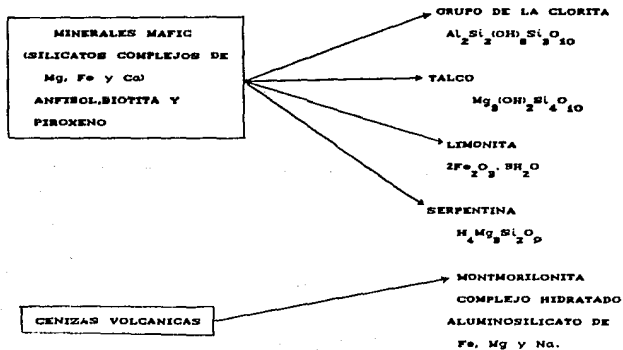 MINERALES MAFIC
(SILICATOS COMPLEJOS DE
Mg, Fe y Ca)
ANFIBOL,BIOTITA Y
PIROXENO
GRUPO DE LA CLORITA
Al2Si2(OH)8Si3O10
TALCO
Mg3(OH)2Si4O10
LIMONITA
2Fe2O3. 3H2O
SERPENTINA
H4Mg3Si2O9
CENIZAS VOLCANICAS
MONTMORILONITA
COMPLEJO HIDRATADO
ALUMINOSILICATO DE
Fe, Mg y Na.